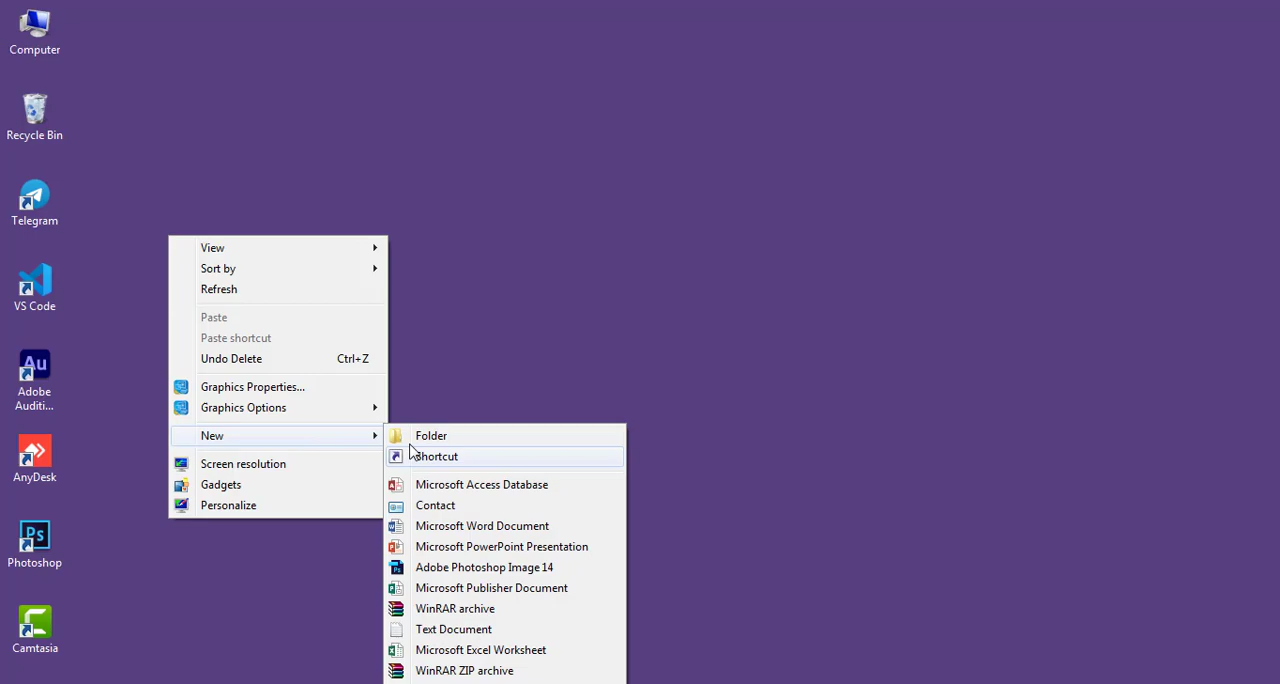 Computer
Recycle Bin
Telegram
VS Code
Au
Adobe
Auditi...
AnyDesk
Ps
Photoshop
Camtasia
View
Sort by
Refresh
Paste
Paste shortcut
Undo Delete Ctrl+Z
Graphics Properties...
Graphics Options
New
Screen resolution
Gadgets
Personalize
Folder
Shortcut
Microsoft Access Database
Contact
Microsoft Word Document
Microsoft PowerPoint Presentation
Adobe Photoshop Image 14
Microsoft Publisher Document
WinRAR archive
Text Document
Microsoft Excel Worksheet
WinRAR ZIP archive